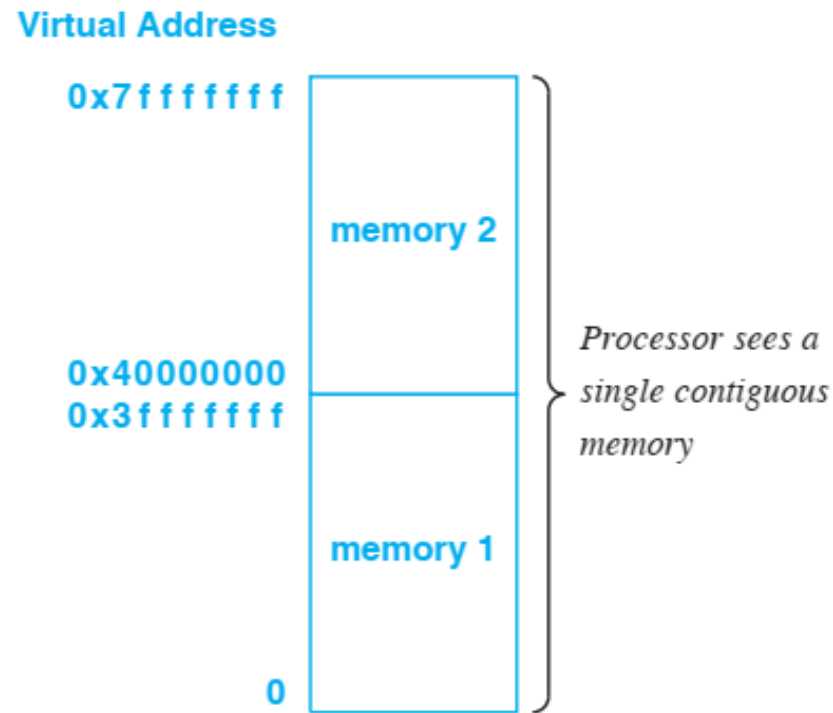 Virtual Address
0x7fffffff
memory 2
0x40000000
0x3fffffff
Processor sees a
single contiguous
memory
memory 1
0